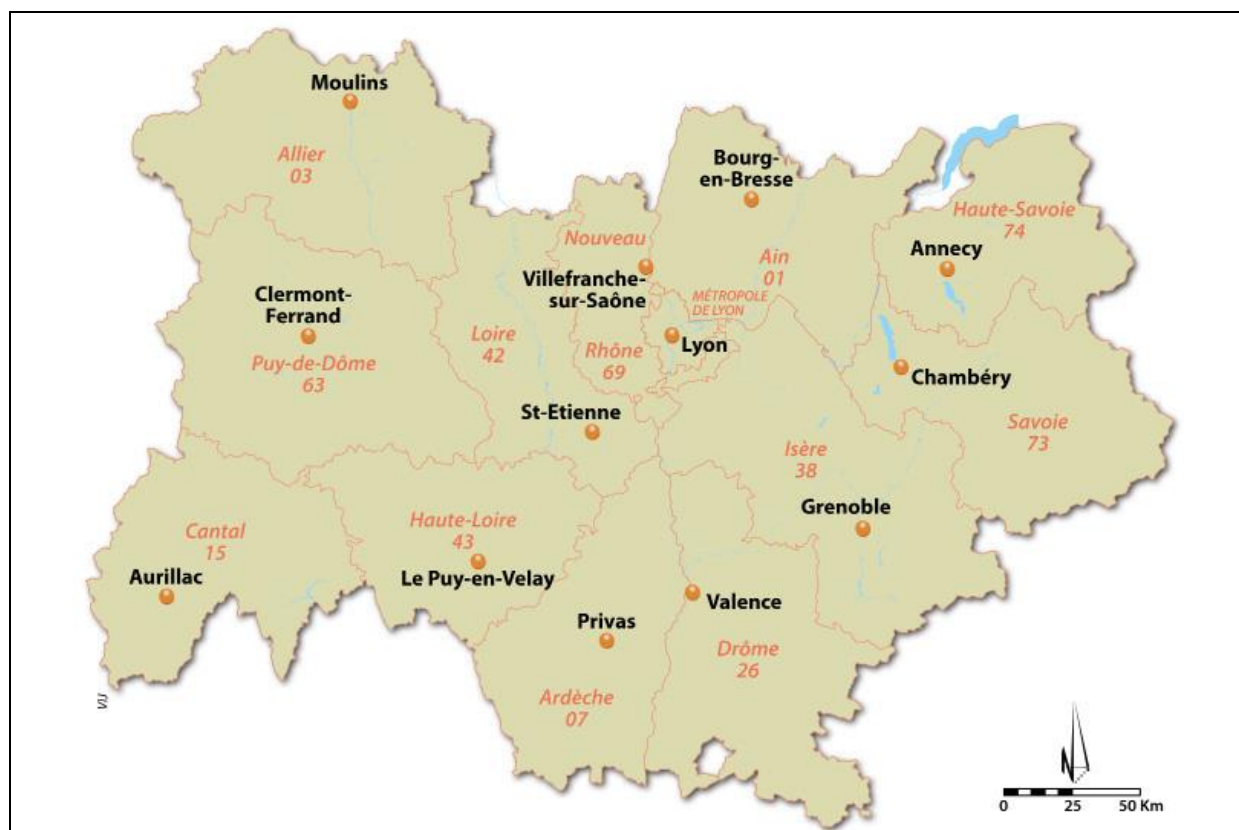 Moulins
Allier
03
Bourg-
en-Bresse
Haute-Savoie
74
Nouveau
Annecy
Ain
01
Villefranche-
sur-Saône
Clermont-
Ferrand
MÉTROPOLE
DE LYON
Loire
42
Rhône
69
Lyon
Puy-de-Dôme
63
Chambéry
St-Etienne
Savoie
73
Isère
38
Grenoble
Haute-Loire
43
Cantal
15
Aurillac
Le Puy-en-Velay
Valence
Privas
Drôme
26
Ardèche
07
N
0 25 50 Km